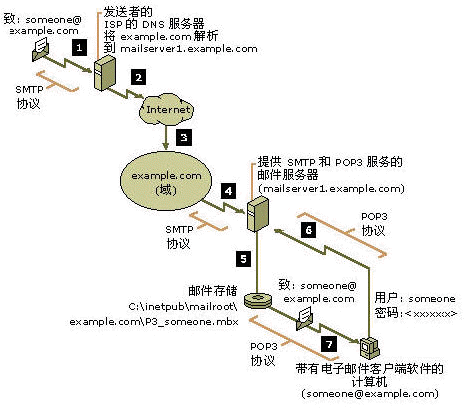 致: someone@
example.com
1
SMTP
协议
发送者的
ISP 的 DNS 服务器
将 example.com 解析
到 mailserver1.example.com
2
Internet
3
example.com
(域)
4
SMTP
协议
提供 SMTP 和 POP3 服务的
邮件服务器
(mailserver1.example.com)
POP3
协议
6
5
邮件存储
C:\inetpub\mailroot\
example.com\P3_someone.mbx
致: someone@
example.com
用户: someone
密码:<xxxxxx>
7
POP3
协议
带有电子邮件客户端软件的
计算机
(someone@example.com)